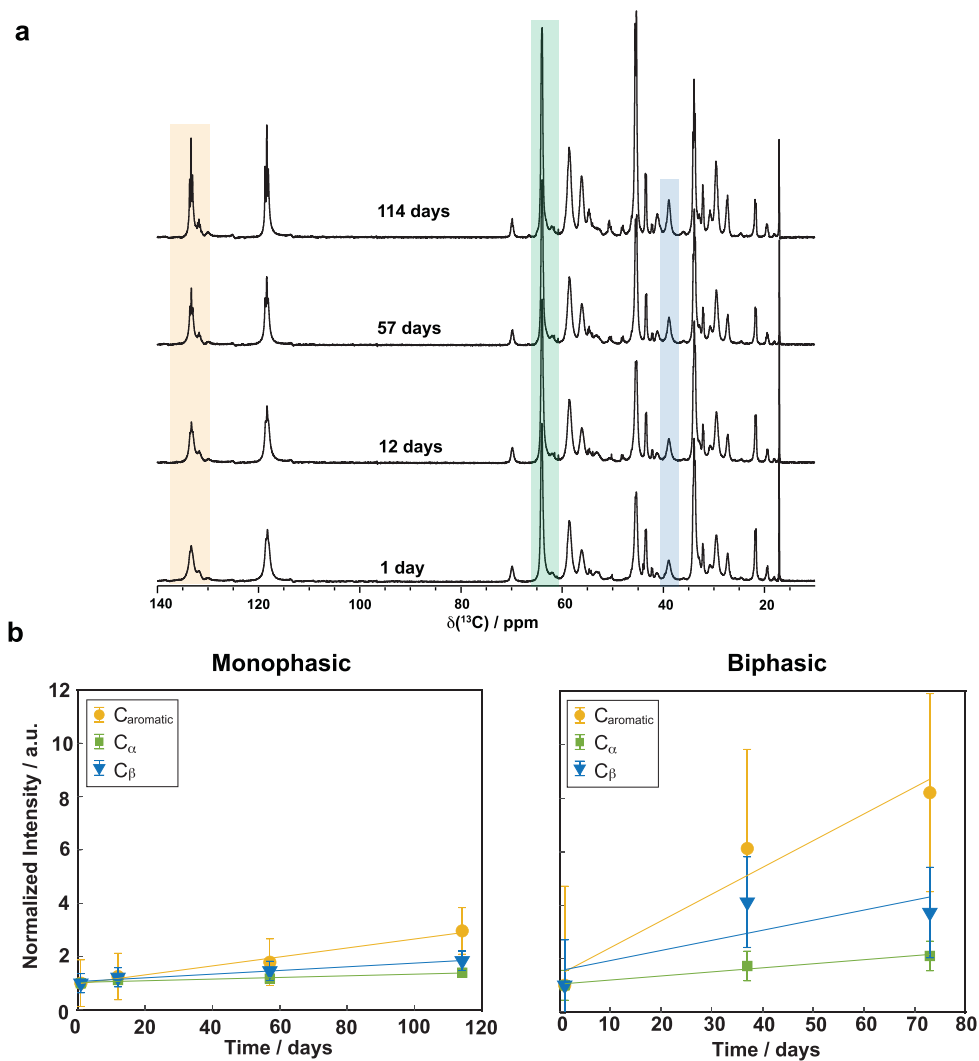 a
114 days
57 days
12 days
1 day
140 120 100 80 60 40 20
δ(¹³C) / ppm
b
Monophasic Biphasic
12
10
8
6
4
2
0
Normalized Intensity / a.u.
C aromatic
Cα
Cβ
0 20 40 60 80 100 120
Time / days
C aromatic
Cα
Cβ
0 10 20 30 40 50 60 70 80
Time / days